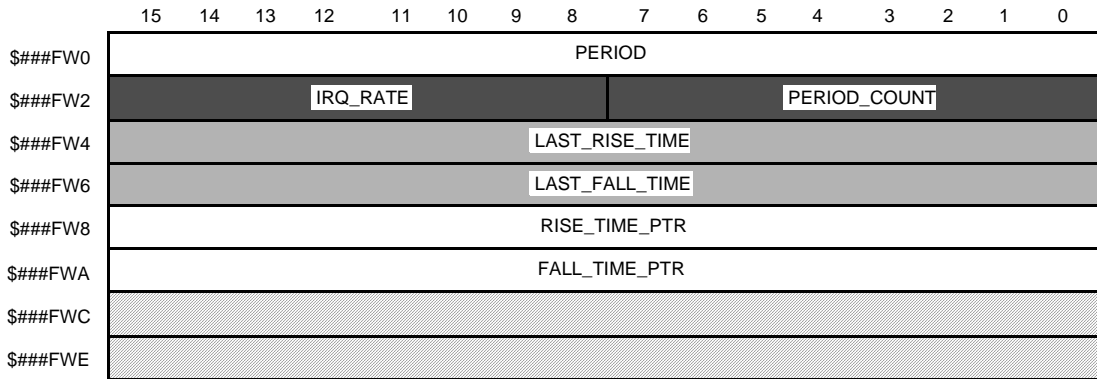 15 14 13 12 11 10 9 8 7 6 5 4 3 2 1 0
$###FW0 PERIOD
$###FW2 IRQ_RATE PERIOD_COUNT
$###FW4 LAST_RISE_TIME
$###FW6 LAST_FALL_TIME
$###FW8 RISE_TIME_PTR
$###FWA FALL_TIME_PTR
$###FWC
$###FWE